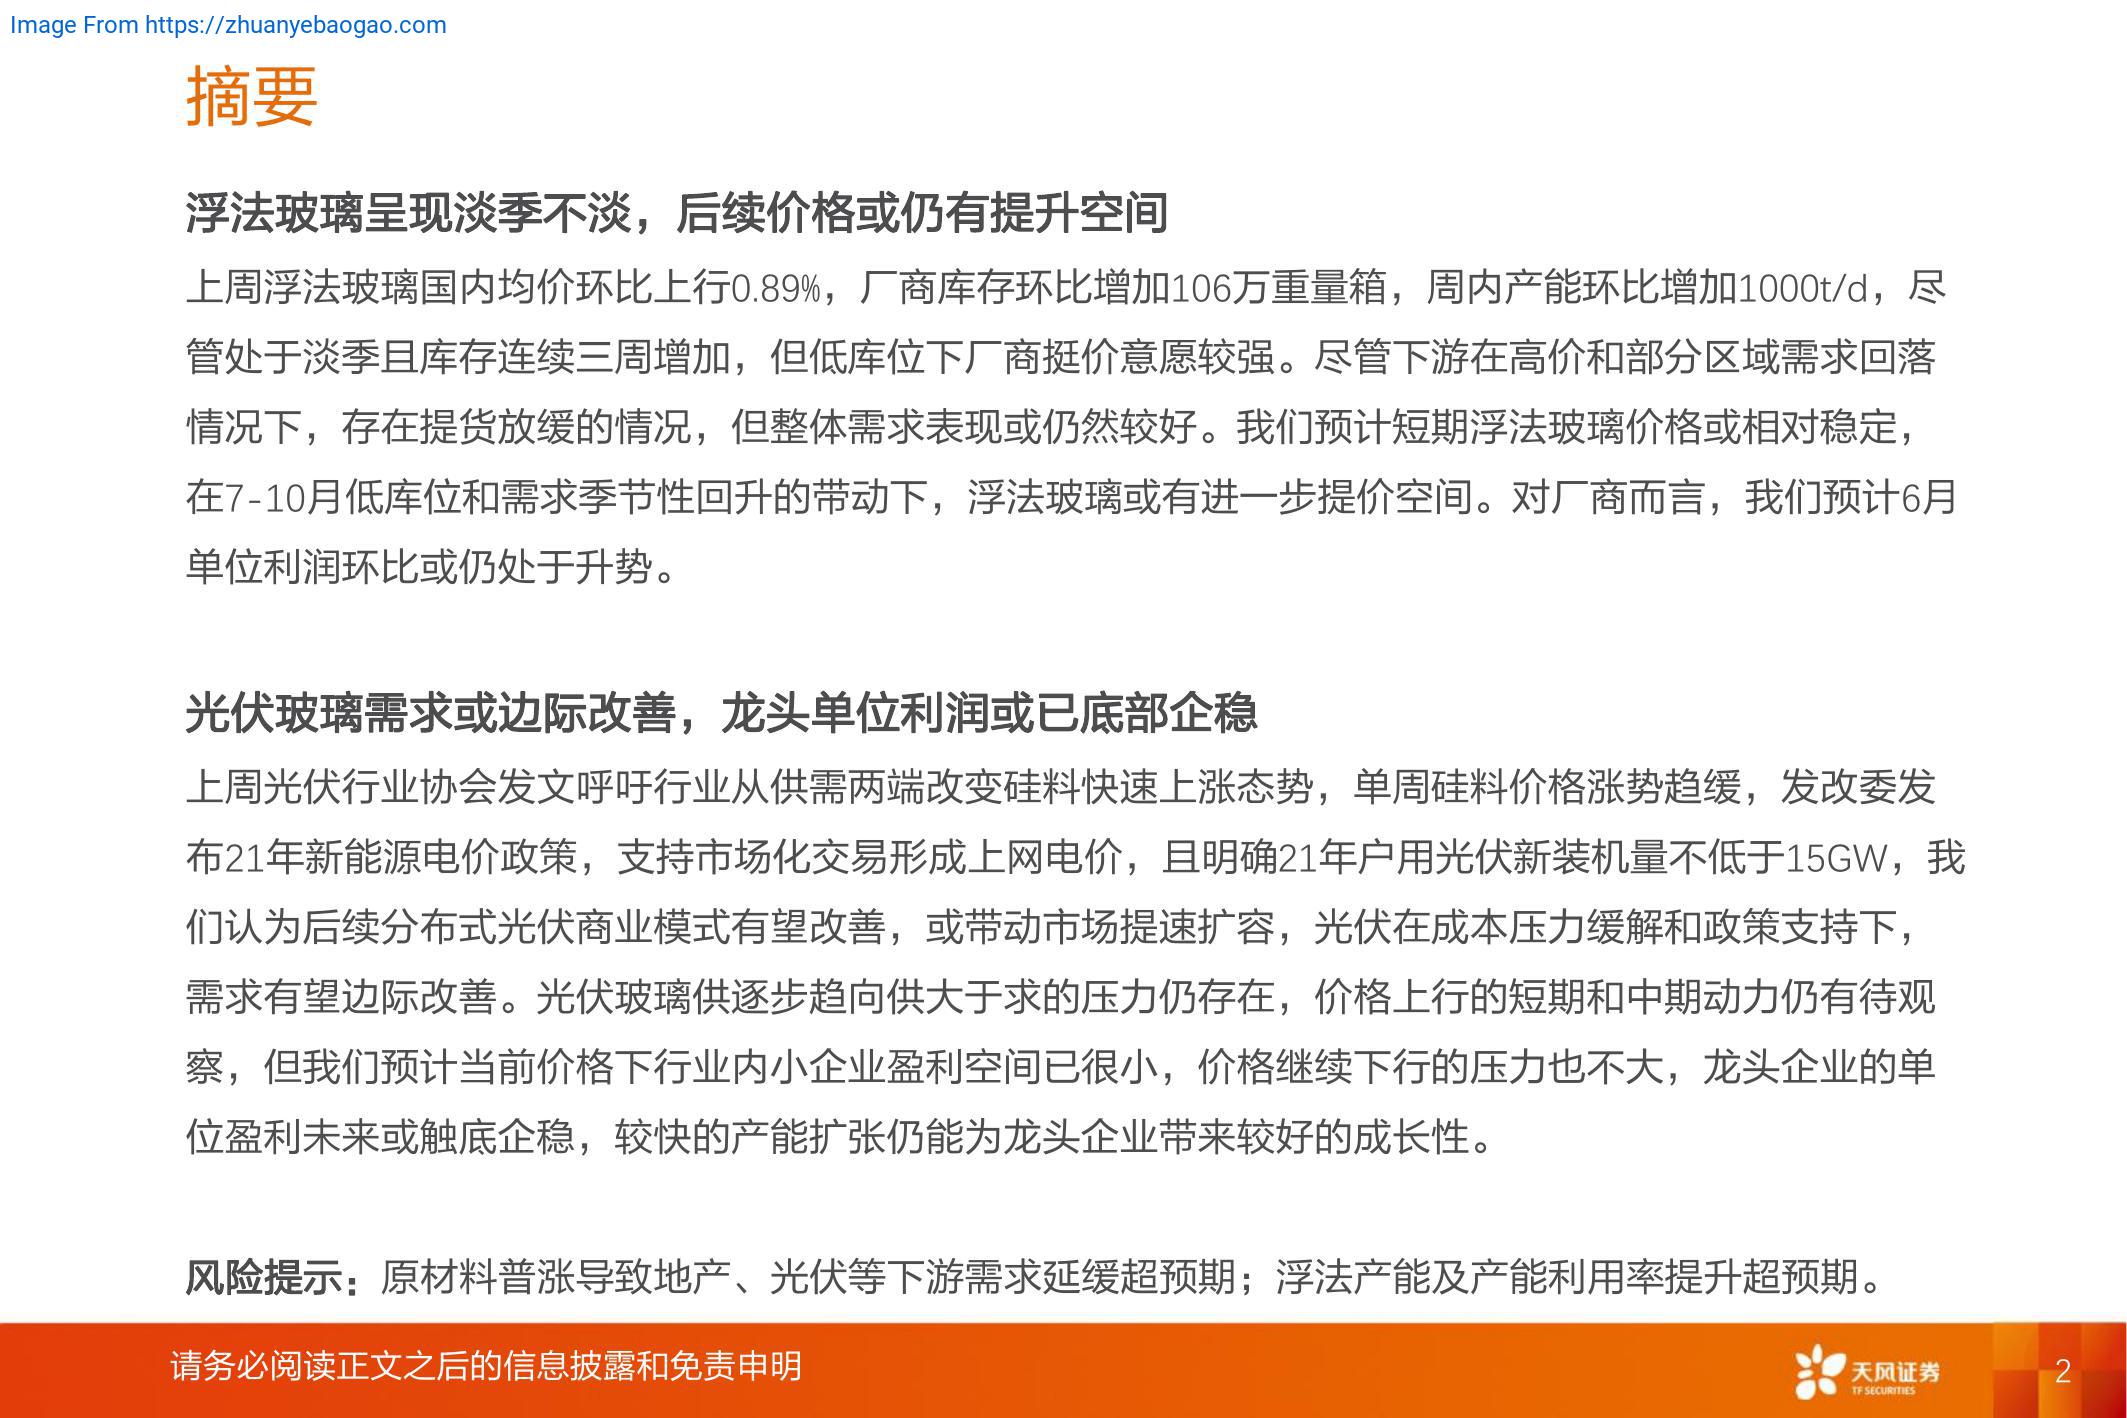 Image From https://zhuanyebaogao.com
摘要
浮法玻璃呈现淡季不淡，后续价格或仍有提升空间
上周浮法玻璃国内均价环比上行0.89%，厂商库存环比增加106万重量箱，周内产能环比增加1000t/d，尽
管处于淡季且库存连续三周增加，但低库位下厂商挺价意愿较强。尽管下游在高价和部分区域需求回落
情况下，存在提货放缓的情况，但整体需求表现或仍然较好。我们预计短期浮法玻璃价格或相对稳定，
在7-10月低库位和需求季节性回升的带动下，浮法玻璃或有进一步提价空间。对厂商而言，我们预计6月
单位利润环比或仍处于升势。
光伏玻璃需求或边际改善，龙头单位利润或已底部企稳
上周光伏行业协会发文呼吁行业从供需两端改变硅料快速上涨态势，单周硅料价格涨势趋缓，发改委发
布21年新能源电价政策，支持市场化交易形成上网电价，且明确21年户用光伏新装机量不低于15GW，我
们认为后续分布式光伏商业模式有望改善，或带动市场提速扩容，光伏在成本压力缓解和政策支持下，
需求有望边际改善。光伏玻璃供逐步趋向供大于求的压力仍存在，价格上行的短期和中期动力仍有待观
察，但我们预计当前价格下行业内小企业盈利空间已很小，价格继续下行的压力也不大，龙头企业的单
位盈利未来或触底企稳，较快的产能扩张仍能为龙头企业带来较好的成长性。
风险提示：原材料普涨导致地产、光伏等下游需求延缓超预期；浮法产能及产能利用率提升超预期。
请务必阅读正文之后的信息披露和免责申明
天风证券
TF SECURITIES
2